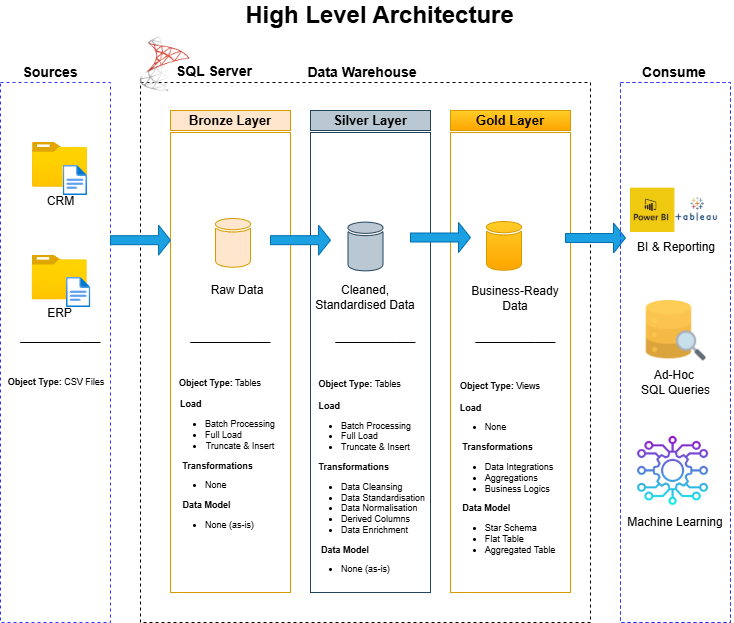 High Level Architecture
Sources
SQL Server
Data Warehouse
Consume
CRM
ERP
Object Type: CSV Files
Bronze Layer
Raw Data
Object Type: Tables
Load
Batch Processing
Full Load
Truncate & Insert
Transformations
None
Data Model
None (as-is)
Silver Layer
Cleaned,
Standardised Data
Object Type: Tables
Load
Batch Processing
Full Load
Truncate & Insert
Transformations
Data Cleansing
Data Standardisation
Data Normalisation
Derived Columns
Data Enrichment
Data Model
None (as-is)
Gold Layer
Business-Ready
Data
Object Type: Views
Load
None
Transformations
Data Integrations
Aggregations
Business Logics
Data Model
Star Schema
Flat Table
Aggregated Table
Power BI
+tableau
BI & Reporting
Ad-Hoc
SQL Queries
Machine Learning